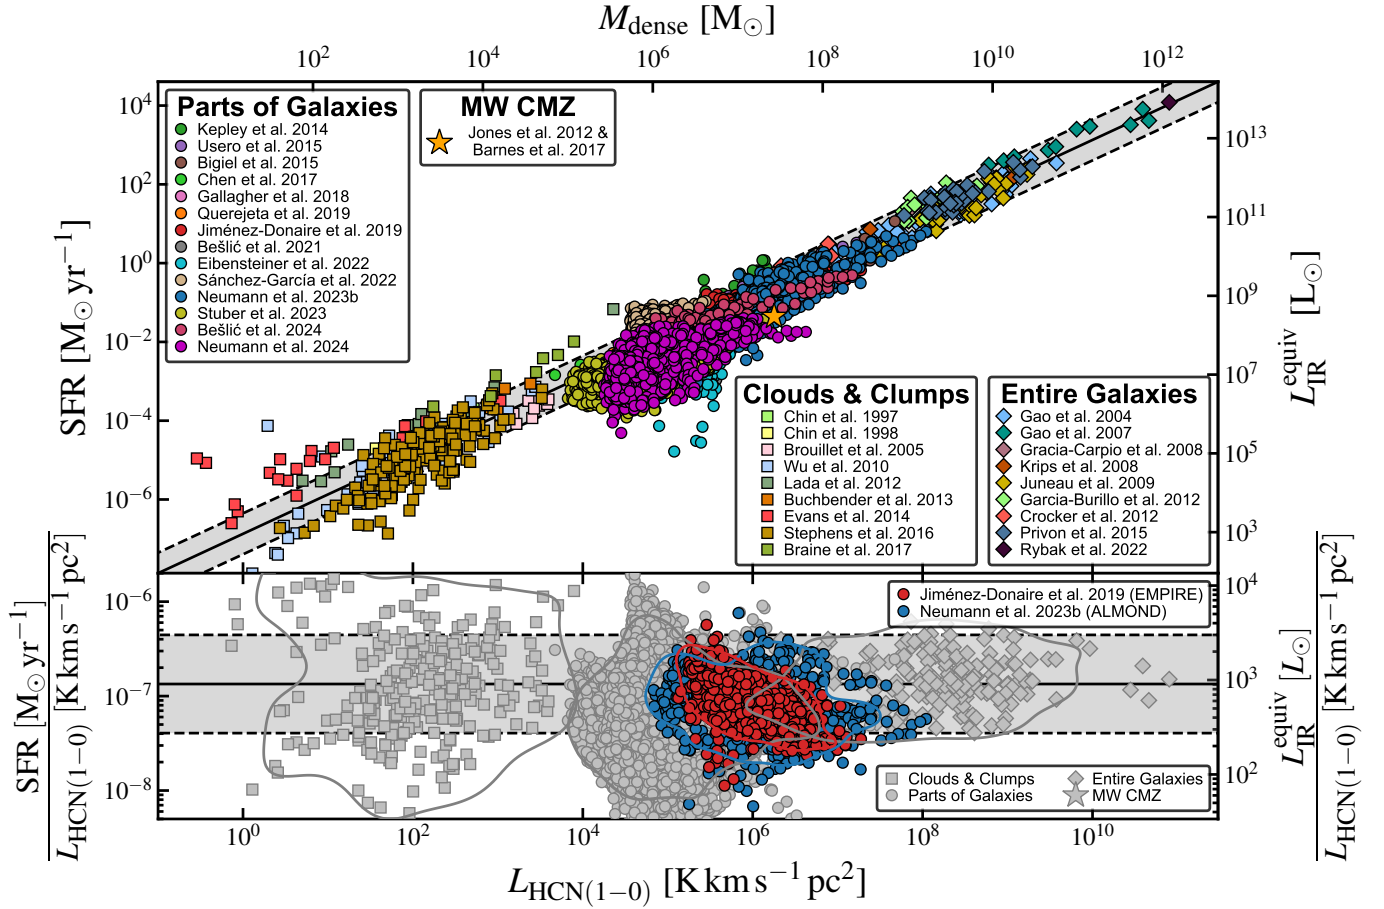 M_dense [M_⊙]
10^2 10^4 10^6 10^8 10^10 10^12
SFR [M_⊙ yr^−1]
10^4
10^2
10^0
10^−2
10^−4
10^−6
Parts of Galaxies
Kepley et al. 2014
Usero et al. 2015
Bigiel et al. 2015
Chen et al. 2017
Gallagher et al. 2018
Querejeta et al. 2019
Jiménez-Donaire et al. 2019
Bešlić et al. 2021
Eibensteiner et al. 2022
Sánchez-García et al. 2022
Neumann et al. 2023b
Stuber et al. 2023
Bešlić et al. 2024
Neumann et al. 2024
MW CMZ
Jones et al. 2012 &
Barnes et al. 2017
Clouds & Clumps
Chin et al. 1997
Chin et al. 1998
Brouillet et al. 2005
Wu et al. 2010
Lada et al. 2012
Buchbender et al. 2013
Evans et al. 2014
Stephens et al. 2016
Braine et al. 2017
Entire Galaxies
Gao et al. 2004
Gao et al. 2007
Gracia-Carpio et al. 2008
Krips et al. 2008
Juneau et al. 2009
Garcia-Burillo et al. 2012
Crocker et al. 2012
Privon et al. 2015
Rybak et al. 2022
10^13
10^11
10^9
10^7
10^5
10^3
L_IR^equiv [L_⊙]
SFR [M_⊙ yr^−1]
L_HCN(1−0) [K km s^−1 pc^2]
10^−6
10^−7
10^−8
Jiménez-Donaire et al. 2019 (EMPIRE)
Neumann et al. 2023b (ALMOND)
Clouds & Clumps
Parts of Galaxies
Entire Galaxies
MW CMZ
10^4
10^3
10^2
L_IR^equiv [L_⊙]
L_HCN(1−0) [K km s^−1 pc^2]
10^0 10^2 10^4 10^6 10^8 10^10
L_HCN(1−0) [K km s^−1 pc^2]